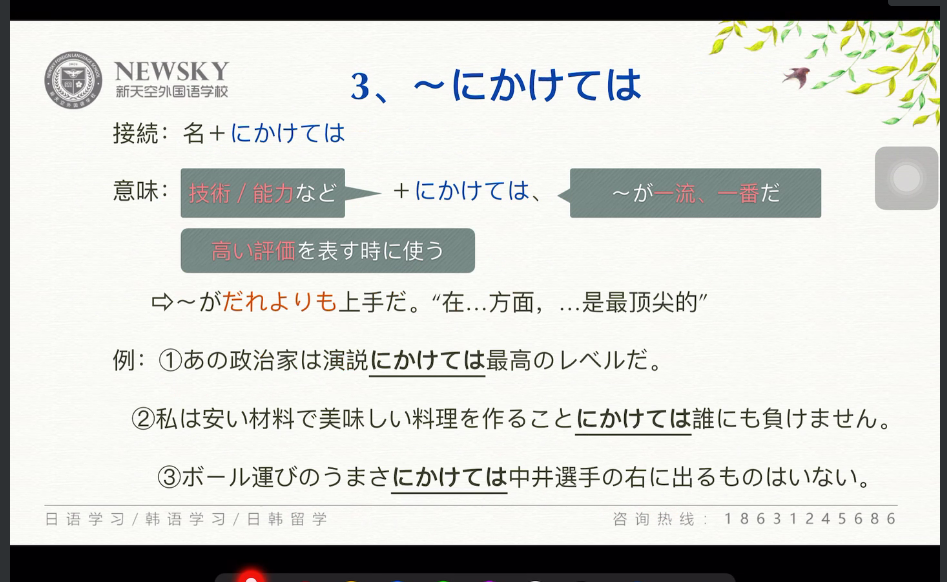 NEWSKY
新天空外国语学校
3、～にかけては
接続：名＋にかけては
意味：技術／能力など＋にかけては、～が一流、一番だ
高い評価を表す時に使う
⇨～がだれよりも上手だ。“在…方面，…是最顶尖的”
例：①あの政治家は演説にかけては最高のレベルだ。
②私は安い材料で美味しい料理を作ることにかけては誰にも負けません。
③ボール運びのうまさにかけては中井選手の右に出るものはいない。
日语学习/韩语学习/日韩留学
咨询热线：18631245686